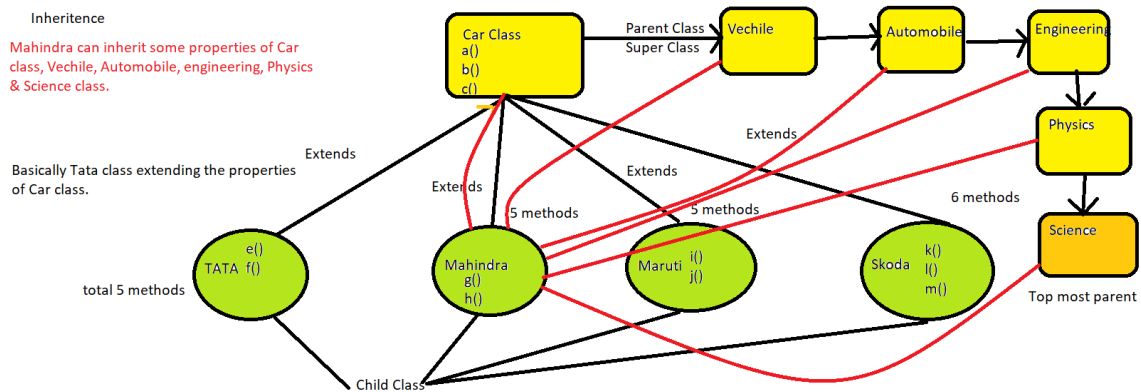 Inheritence
Mahindra can inherit some properties of Car
class, Vechile, Automobile, engineering, Physics
& Science class.
Car Class
a()
b()
c()
Parent Class
Super Class
Vechile
Automobile
Engineering
Physics
Science
Top most parent
Basically Tata class extending the properties
of Car class.
Extends
Extends
Extends
Extends
5 methods
5 methods
6 methods
TATA
e()
f()
total 5 methods
Mahindra
g()
h()
Maruti
i()
j()
Skoda
k()
l()
m()
Child Class